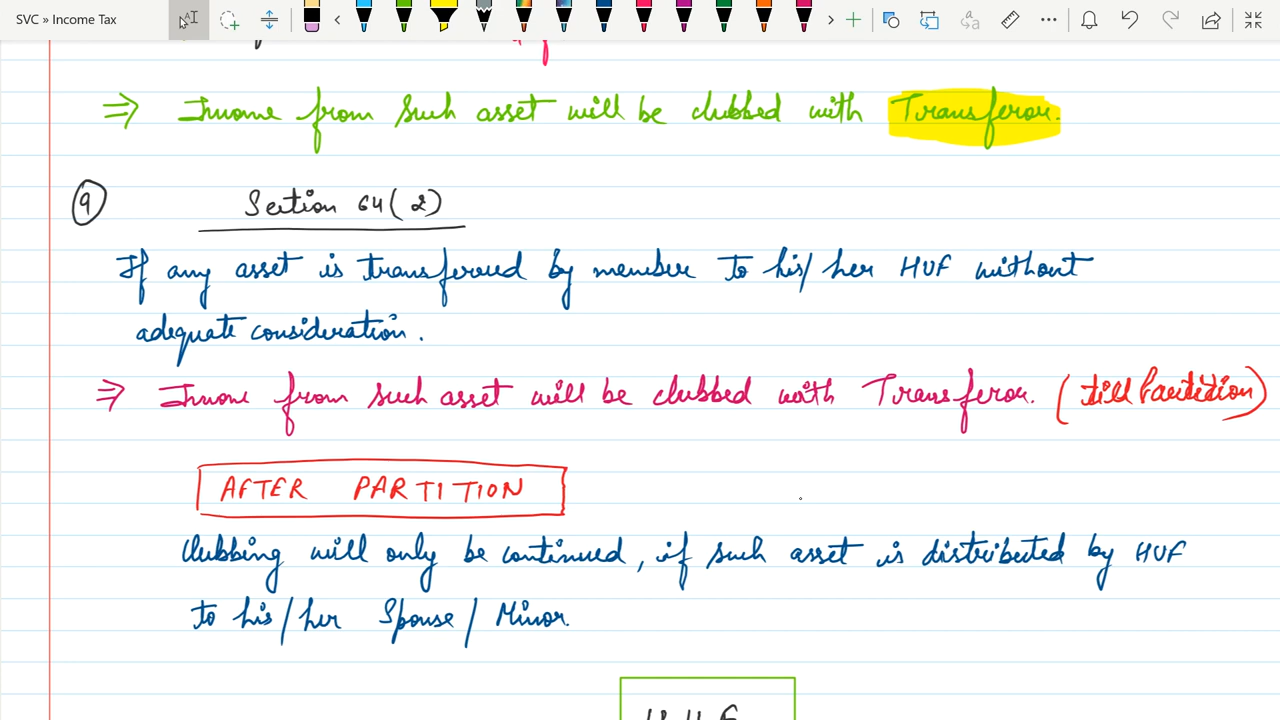 SVC » Income Tax
⇒ Income from such asset will be clubbed with Transferor.
9 Section 64(2)
If any asset is transferred by member to his/her HUF without
adequate consideration.
⇒ Income from such asset will be clubbed with Transferor. (till Partition)
AFTER PARTITION
Clubbing will only be continued, if such asset is distributed by HUF
to his/her Spouse/Minor.
HUF